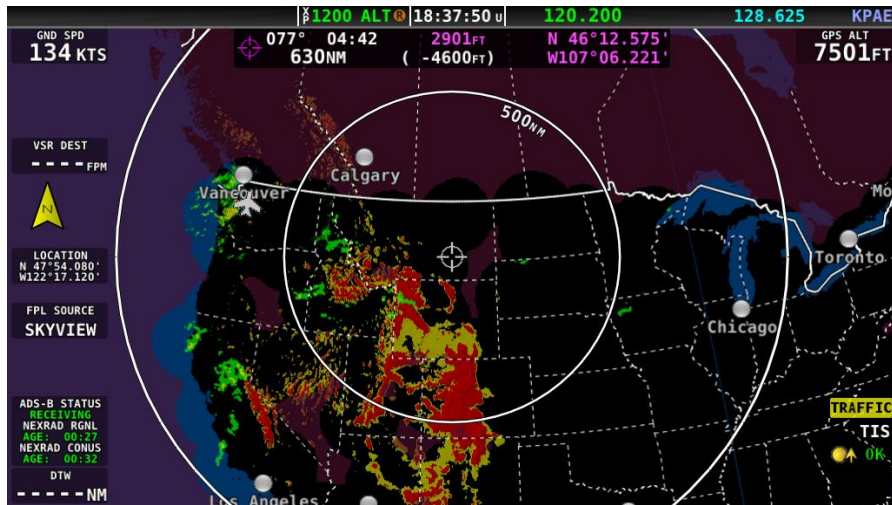 XP 1200 ALT R 18:37:50 U 120.200 128.625 KPAE
GND SPD
134 KTS
077° 04:42 2901FT N 46°12.575'
630NM ( -4600FT) W107°06.221'
GPS ALT
7501FT
500NM
VSR DEST
---- FPM
Calgary
Vancouver
N
Mo
LOCATION
N 47°54.080'
W122°17.120'
Toronto
FPL SOURCE
SKYVIEW
Chicago
ADS-B STATUS
RECEIVING
NEXRAD RGNL
AGE: 00:27
NEXRAD CONUS
AGE: 00:32
TRAFFIC
TIS
OK
DTW
-----NM
Los Angeles